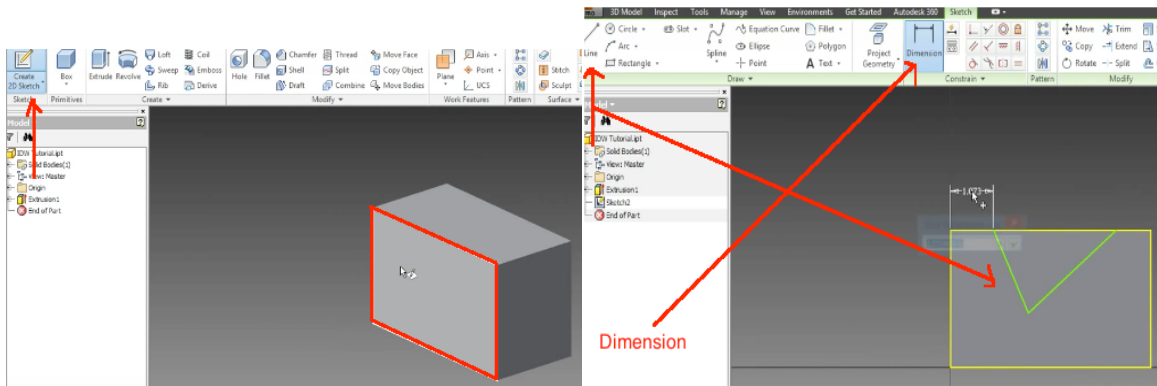 Create
2D Sketch
Sketch
Box
Primitives
Extrude Revolve
Loft
Sweep
Rib
Coil
Emboss
Derive
Create
Hole Fillet
Chamfer
Shell
Draft
Thread
Split
Combine
Move Face
Copy Object
Move Bodies
Modify
Plane
Axis
Point
UCS
Work Features
Pattern
Stitch
Sculpt
Surface
Model
IDW Tutorial.ipt
Solid Bodies(1)
View: Master
Origin
Extrusion1
End of Part
3D Model Inspect Tools Manage View Environments Get Started Autodesk 360 Sketch
Line
Circle
Arc
Rectangle
Slot
Spline
Equation Curve
Ellipse
Point
Fillet
Polygon
Text
Draw
Project
Geometry
Dimension
Constrain
Pattern
Move
Copy
Rotate
Trim
Extend
Split
Modify
IDW Tutorial.ipt
Solid Bodies(1)
View: Master
Origin
Extrusion1
Sketch2
End of Part
Dimension